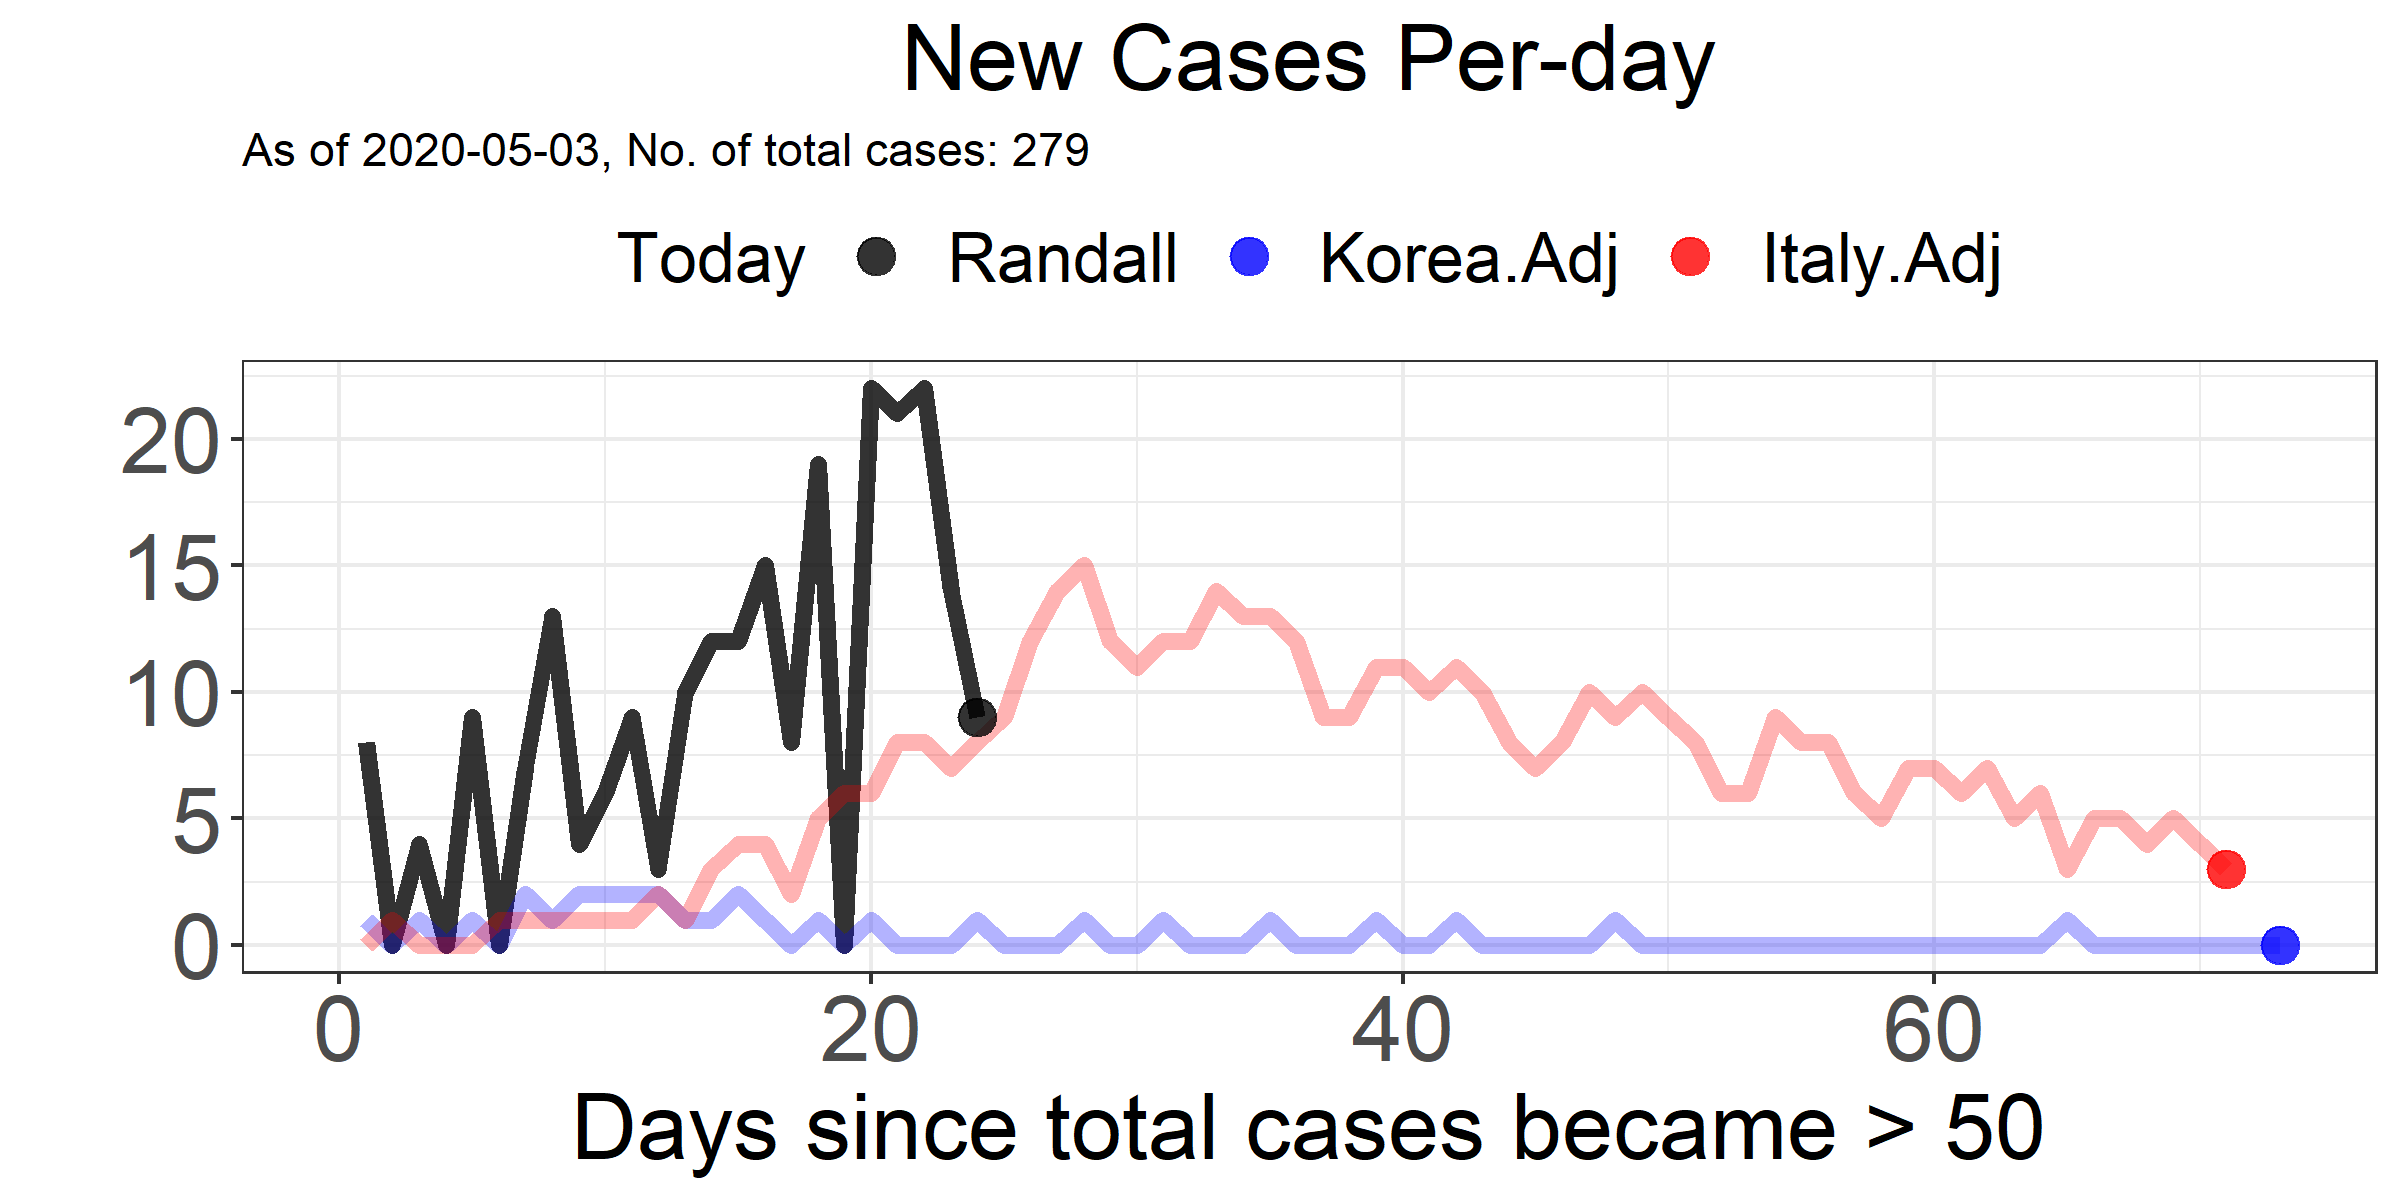 New Cases Per-day
As of 2020-05-03, No. of total cases: 279
Today Randall Korea.Adj Italy.Adj
20
15
10
5
0
0 20 40 60
Days since total cases became > 50